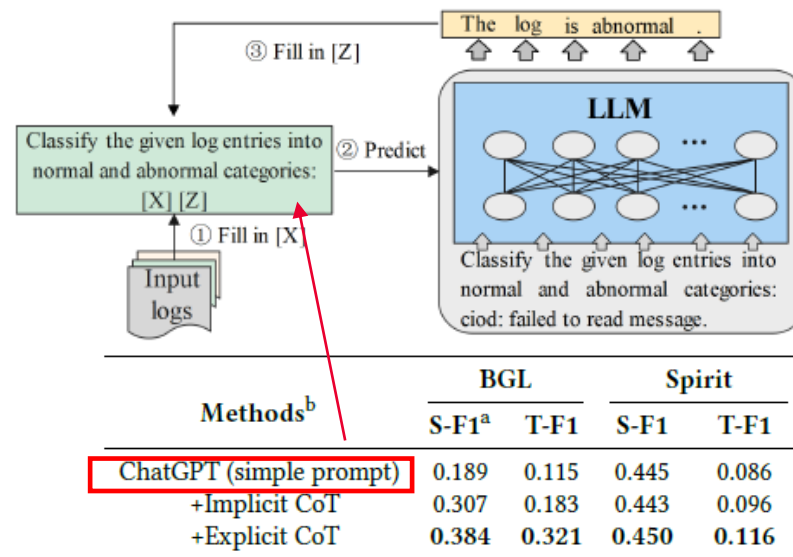 The log is abnormal .
③ Fill in [Z]
LLM
Classify the given log entries into
normal and abnormal categories:
[X] [Z]
② Predict
...
...
① Fill in [X]
Input
logs
Classify the given log entries into
normal and abnormal categories:
ciod: failed to read message.
Methodsᵇ BGL Spirit
S-F1ᵃ T-F1 S-F1 T-F1
ChatGPT (simple prompt) 0.189 0.115 0.445 0.086
+Implicit CoT 0.307 0.183 0.443 0.096
+Explicit CoT 0.384 0.321 0.450 0.116